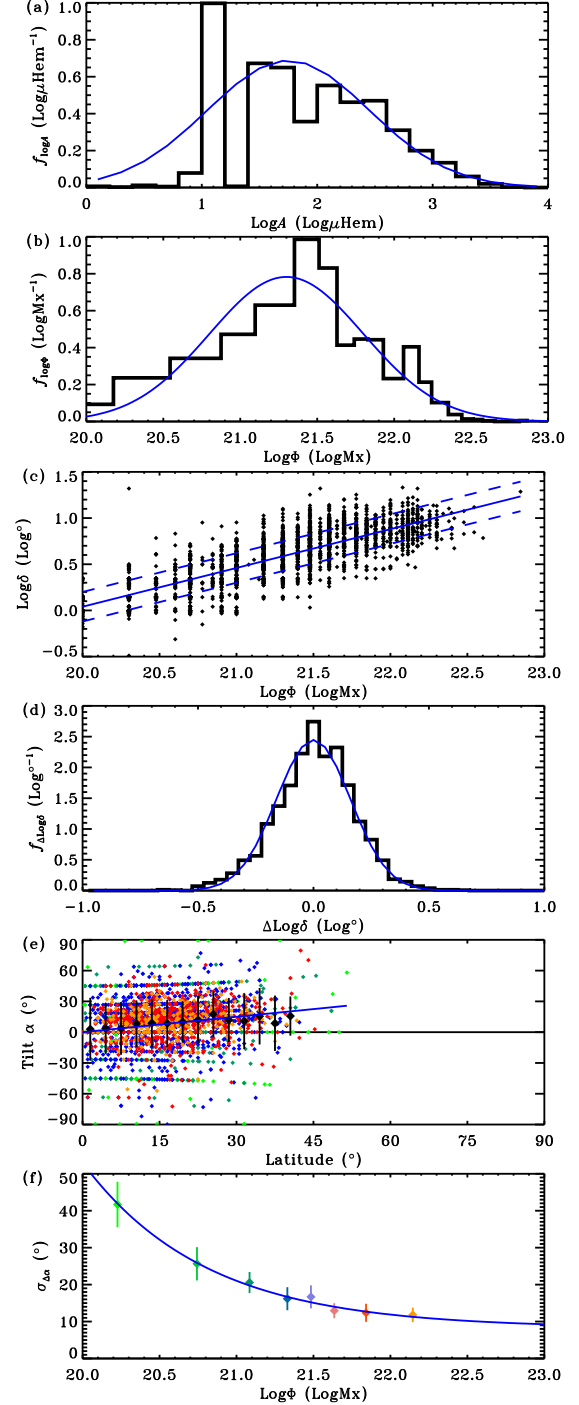 (a)
f_logA (LogμHem⁻¹)
1.0
0.8
0.6
0.4
0.2
0.0
0 1 2 3 4
LogA (LogμHem)
(b)
f_logΦ (LogMx⁻¹)
1.0
0.8
0.6
0.4
0.2
0.0
20.0 20.5 21.0 21.5 22.0 22.5 23.0
LogΦ (LogMx)
(c)
Logδ (Log°)
1.5
1.0
0.5
0.0
−0.5
20.0 20.5 21.0 21.5 22.0 22.5 23.0
LogΦ (LogMx)
(d)
f_ΔLogδ (Log°⁻¹)
3.0
2.5
2.0
1.5
1.0
0.5
0.0
−1.0 −0.5 0.0 0.5 1.0
ΔLogδ (Log°)
(e)
Tilt α (°)
90
60
30
0
−30
−60
−90
0 15 30 45 60 75 90
Latitude (°)
(f)
σ_Δα (°)
50
40
30
20
10
0
20.0 20.5 21.0 21.5 22.0 22.5 23.0
LogΦ (LogMx)